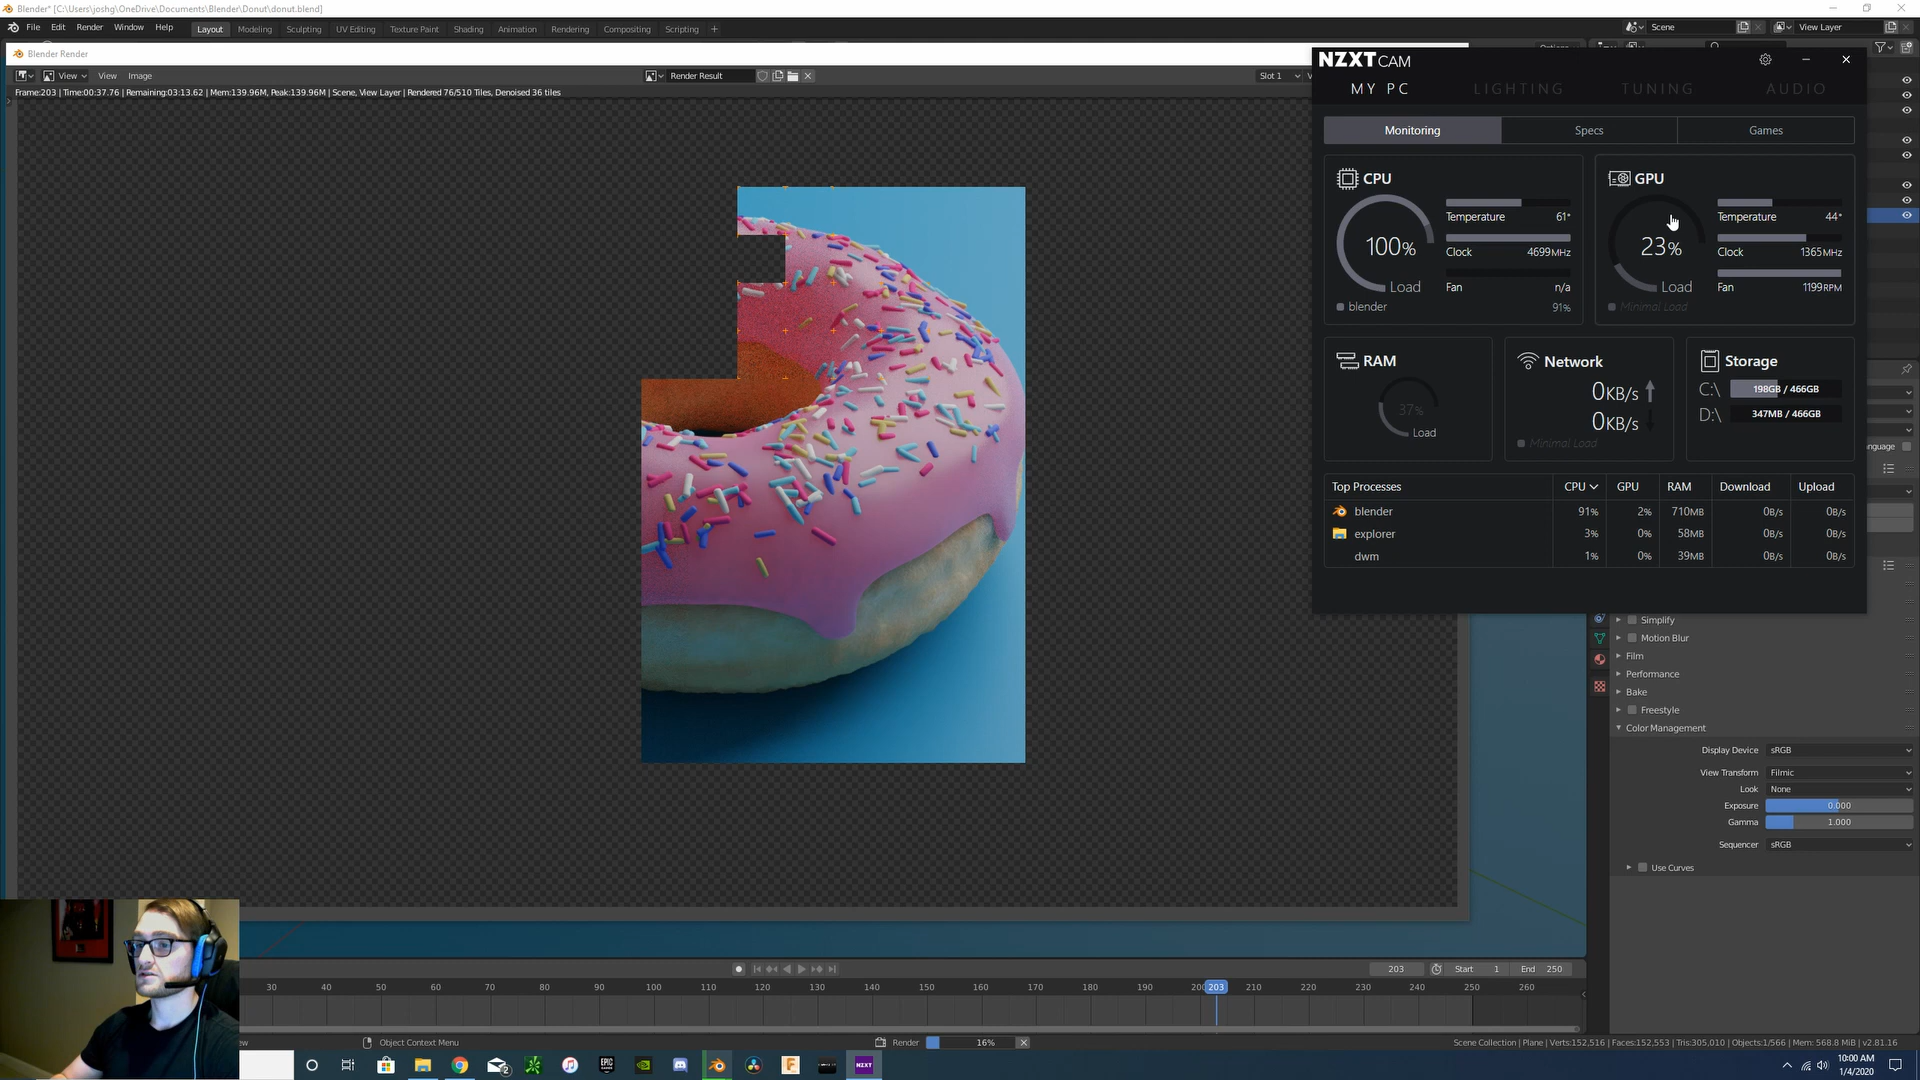 Blender* [C:\Users\joshg\OneDrive\Documents\Blender\Donut\donut.blend]
File Edit Render Window Help Layout Modeling Sculpting UV Editing Texture Paint Shading Animation Rendering Compositing Scripting + Scene View Layer
Blender Render
View View Image Render Result Slot 1
Frame:203 | Time:00:37.76 | Remaining:03:13.62 | Mem:139.96M, Peak:139.96M | Scene, View Layer | Rendered 76/510 Tiles, Denoised 36 tiles
NZXT CAM
MY PC LIGHTING TUNING AUDIO
Monitoring Specs Games
CPU
100%
Load
Temperature 61°
Clock 4699MHz
Fan n/a
blender 91%
GPU
23%
Load
Temperature 44°
Clock 1365MHz
Fan 1199RPM
Minimal Load
RAM
37%
Load
Network
0KB/s
0KB/s
Minimal Load
Storage
C:\ 198GB / 466GB
D:\ 347MB / 466GB
Top Processes CPU GPU RAM Download Upload
blender 91% 2% 710MB 0B/s 0B/s
explorer 3% 0% 58MB 0B/s 0B/s
dwm 1% 0% 39MB 0B/s 0B/s
Simplify
Motion Blur
Film
Performance
Bake
Freestyle
Color Management
Display Device sRGB
View Transform Filmic
Look None
Exposure 0.000
Gamma 1.000
Sequencer sRGB
Use Curves
203 Start 1 End 250
30 40 50 60 70 80 90 100 110 120 130 140 150 160 170 180 190 203 210 220 230 240 250 260
Object Context Menu Render 16% Scene Collection | Plane | Verts:152,516 | Faces:152,553 | Tris:305,010 | Objects:1/566 | Mem: 568.8 MiB | v2.81.16
2 EPIC GAMES NZXT 10:00 AM
1/4/2020